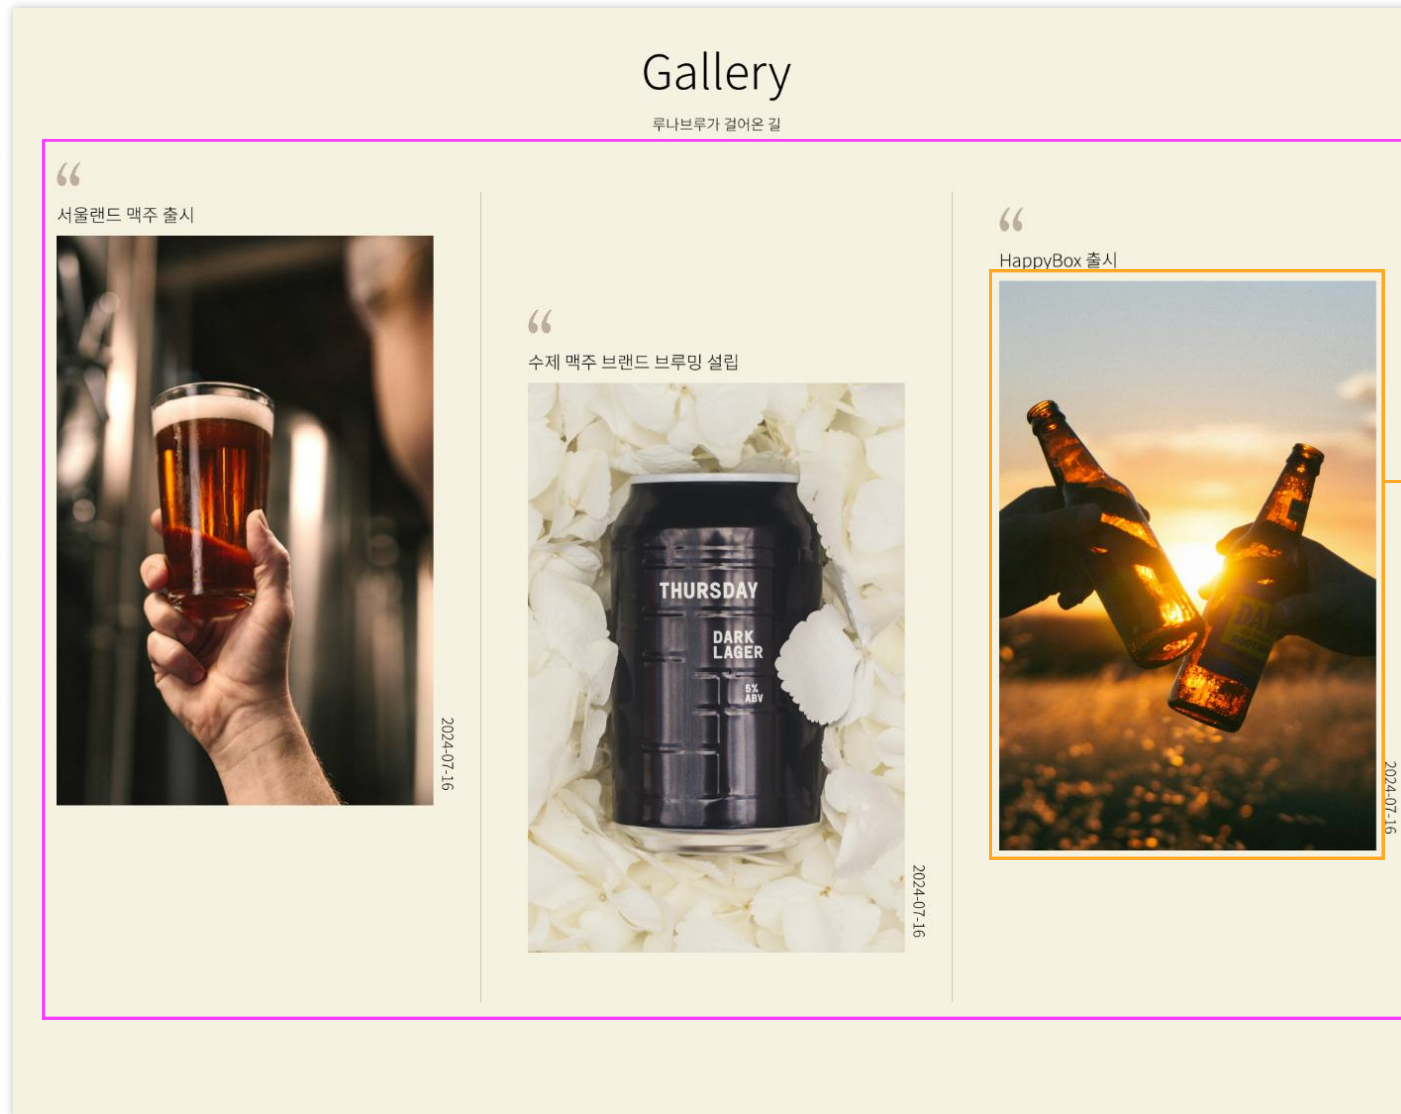 Gallery
루나브루가 걸어온 길
“
서울랜드 맥주 출시
2024-07-16
“
수제 맥주 브랜드 브루밍 설립
THURSDAY
DARK
LAGER
5%
ABV
2024-07-16
“
HappyBox 출시
2024-07-16